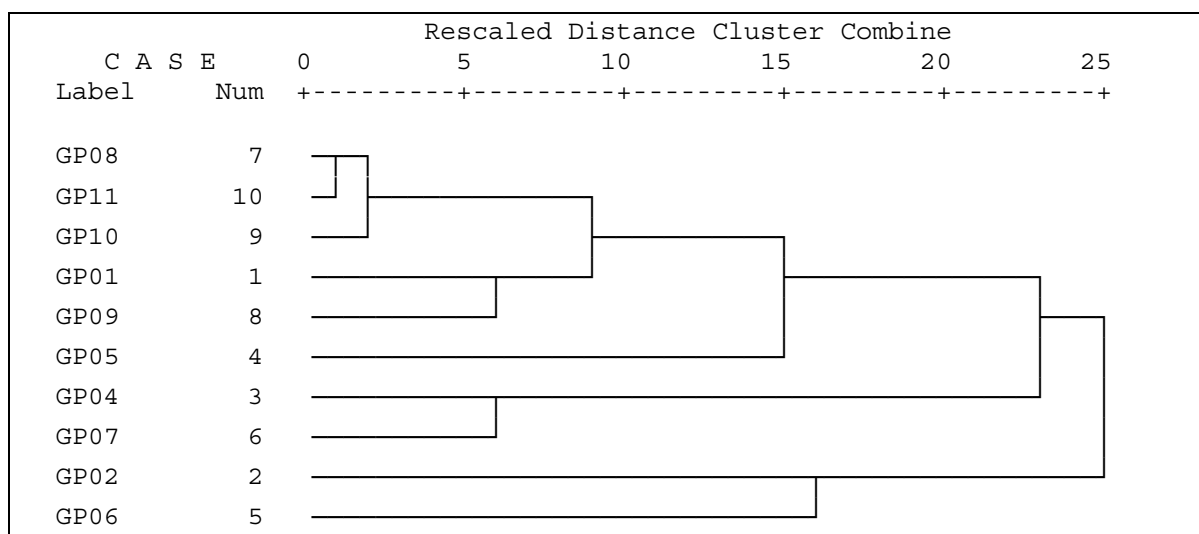 Rescaled Distance Cluster Combine
C A S E 0 5 10 15 20 25
Label Num +---------+---------+---------+---------+---------+
GP08 7
GP11 10
GP10 9
GP01 1
GP09 8
GP05 4
GP04 3
GP07 6
GP02 2
GP06 5